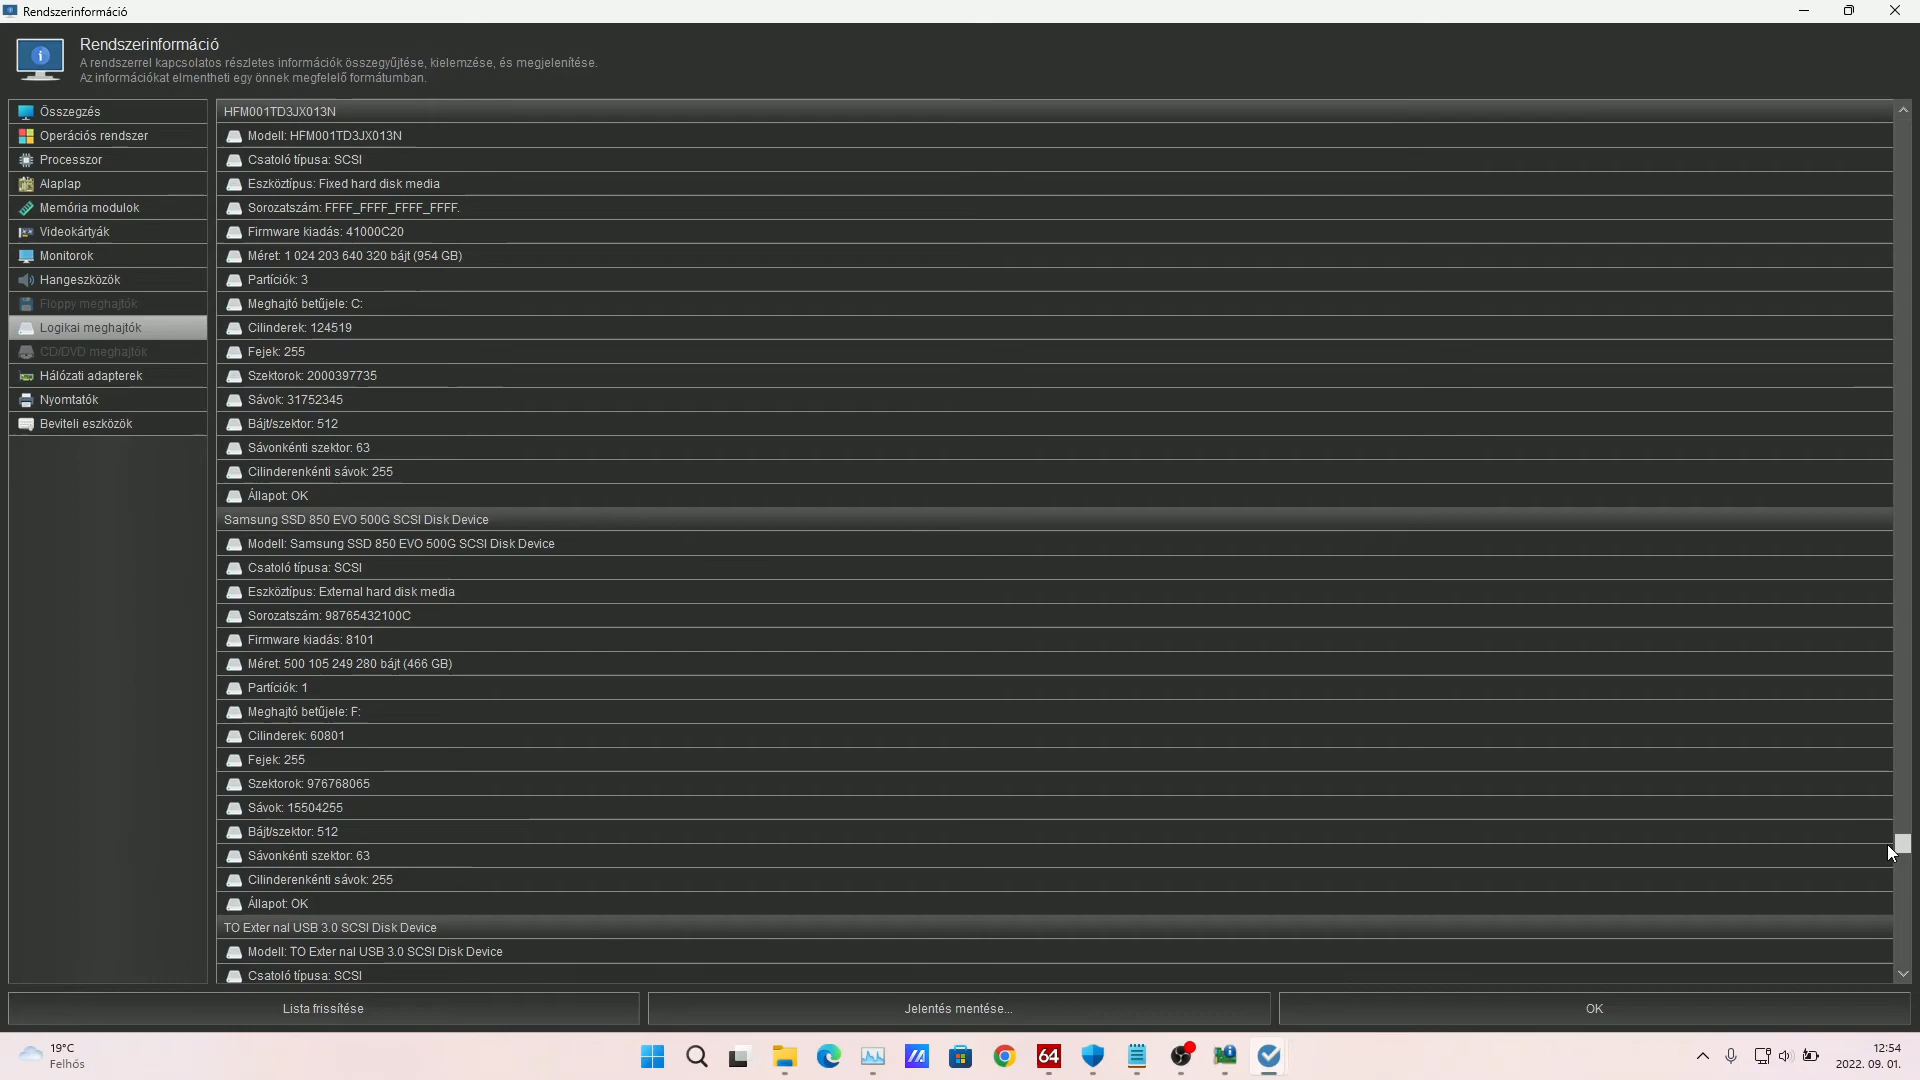 Rendszerinformáció
Rendszerinformáció
A rendszerrel kapcsolatos részletes információk összegyűjtése, kielemzése, és megjelenítése.
Az információkat elmentheti egy önnek megfelelő formátumban.
Összegzés
Operációs rendszer
Processzor
Alaplap
Memória modulok
Videokártyák
Monitorok
Hangeszközök
Floppy meghajtók
Logikai meghajtók
CD/DVD meghajtók
Hálózati adapterek
Nyomtatók
Beviteli eszközök
HFM001TD3JX013N
Modell: HFM001TD3JX013N
Csatoló típusa: SCSI
Eszköztípus: Fixed hard disk media
Sorozatszám: FFFF_FFFF_FFFF_FFFF.
Firmware kiadás: 41000C20
Méret: 1 024 203 640 320 bájt (954 GB)
Partíciók: 3
Meghajtó betűjele: C:
Cilinderek: 124519
Fejek: 255
Szektorok: 2000397735
Sávok: 31752345
Bájt/szektor: 512
Sávonkénti szektor: 63
Cilinderenkénti sávok: 255
Állapot: OK
Samsung SSD 850 EVO 500G SCSI Disk Device
Modell: Samsung SSD 850 EVO 500G SCSI Disk Device
Csatoló típusa: SCSI
Eszköztípus: External hard disk media
Sorozatszám: 98765432100C
Firmware kiadás: 8101
Méret: 500 105 249 280 bájt (466 GB)
Partíciók: 1
Meghajtó betűjele: F:
Cilinderek: 60801
Fejek: 255
Szektorok: 976768065
Sávok: 15504255
Bájt/szektor: 512
Sávonkénti szektor: 63
Cilinderenkénti sávok: 255
Állapot: OK
TO Exter nal USB 3.0 SCSI Disk Device
Modell: TO Exter nal USB 3.0 SCSI Disk Device
Csatoló típusa: SCSI
Lista frissítése
Jelentés mentése...
OK
19°C
Felhős
64
12:54
2022. 09. 01.